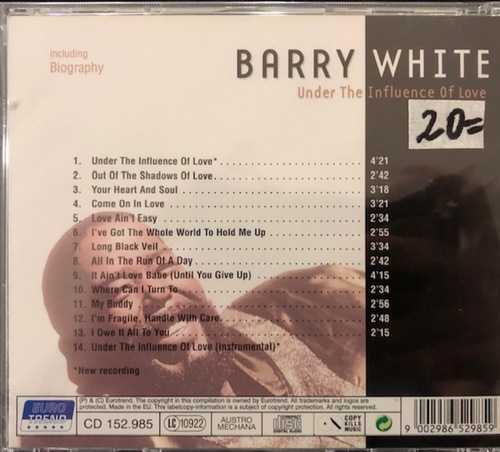 including
Biography
BARRY WHITE
Under The Influence Of Love
20=
1. Under The Influence Of Love* 4'21
2. Out Of The Shadows Of Love 2'42
3. Your Heart And Soul 3'18
4. Come On In Love 3'21
5. Love Ain't Easy 2'34
6. I've Got The Whole World To Hold Me Up 2'55
7. Long Black Veil 3'34
8. All In The Run Of A Day 2'42
9. It Ain't Love Babe (Until You Give Up) 4'15
10. Where Can I Turn To 2'34
11. My Buddy 2'56
12. I'm Fragile, Handle With Care. 2'48
13. I Owe It All To You 2'15
14. Under The Influence Of Love (instrumental)*
*New recording
EURO TREND
(P) & (C) Eurotrend. The copyright in this compilation is owned by Eurotrend. All trademarks and logos are
protected. Made in the EU. This labelcopy-information is a subject of copyright protection. All rights reserved.
CD 152.985
LC 10922
AUSTRO MECHANA
COMPACT disc DIGITAL AUDIO
COPY KILLS MUSIC
9 002986 529859